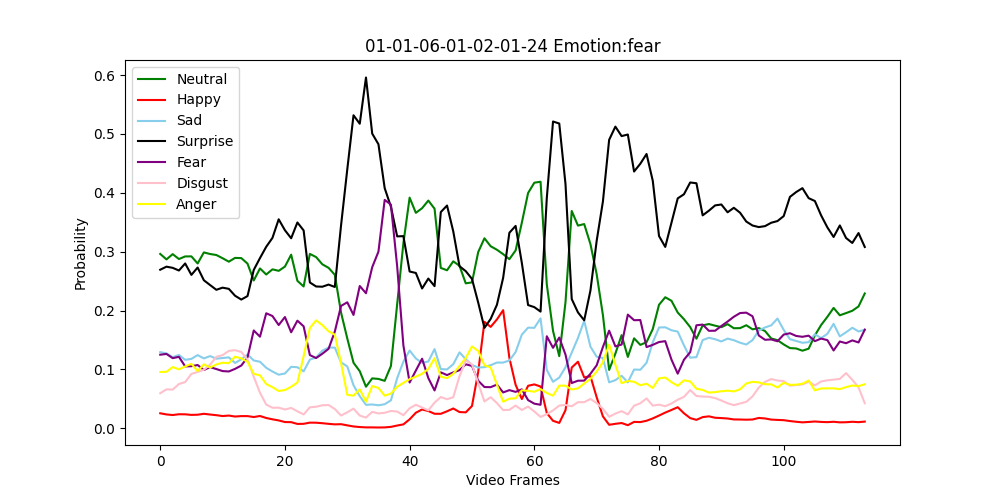 01-01-06-01-02-01-24 Emotion:fear
Neutral
Happy
Sad
Surprise
Fear
Disgust
Anger
0.6
0.5
0.4
0.3
0.2
0.1
0.0
Probability
0 20 40 60 80 100
Video Frames